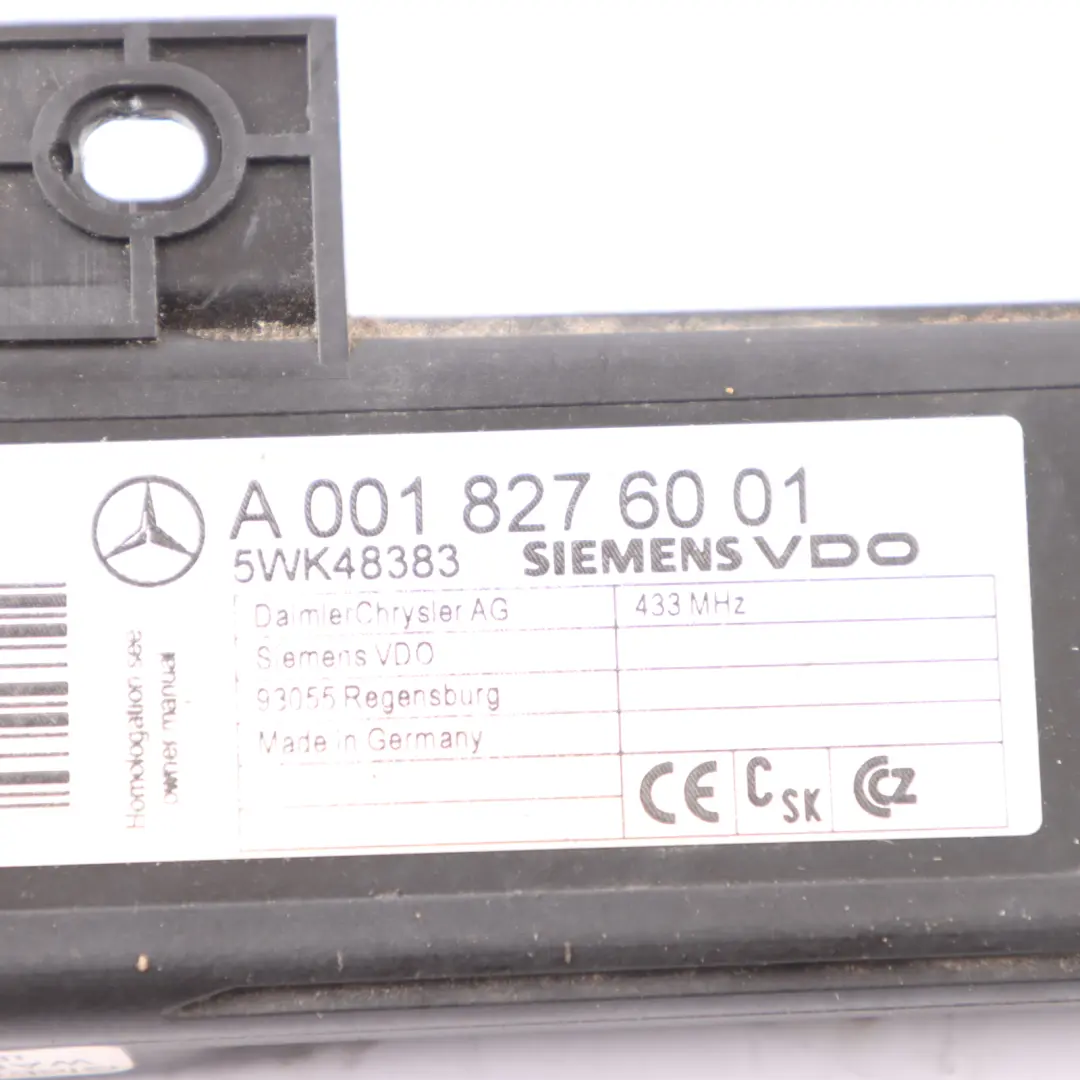 A 001 827 60 01
5WK48383 SIEMENS VDO
DaimlerChrysler AG 433 MHz
Siemens VDO
93055 Regensburg
Made in Germany
CE C SK CCZ
Homologation see
owner manual